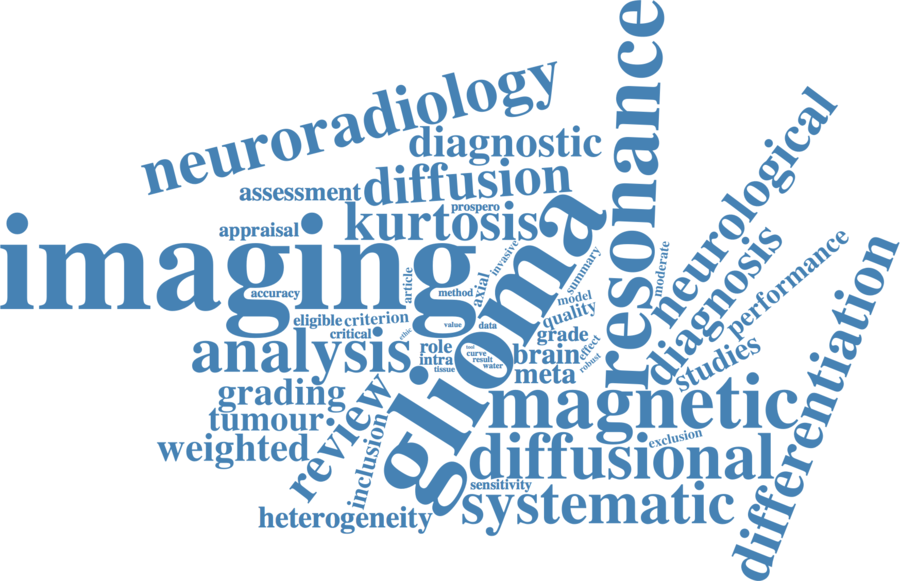 resonance
neuroradiology
diagnostic
neurological
assessment
diffusion
prospero
kurtosis
appraisal
imaging
glioma
invasive
summary
moderate
diagnosis
performance
differentiation
accuracy
article
method
axial
model
quality
eligible
criterion
critical
ethic
value
data
analysis
role
intra
tissue
tool
curve
result
water
grade
brain
meta
effect
robust
studies
grading
tumour
weighted
review
inclusion
magnetic
exclusion
diffusional
sensitivity
systematic
heterogeneity